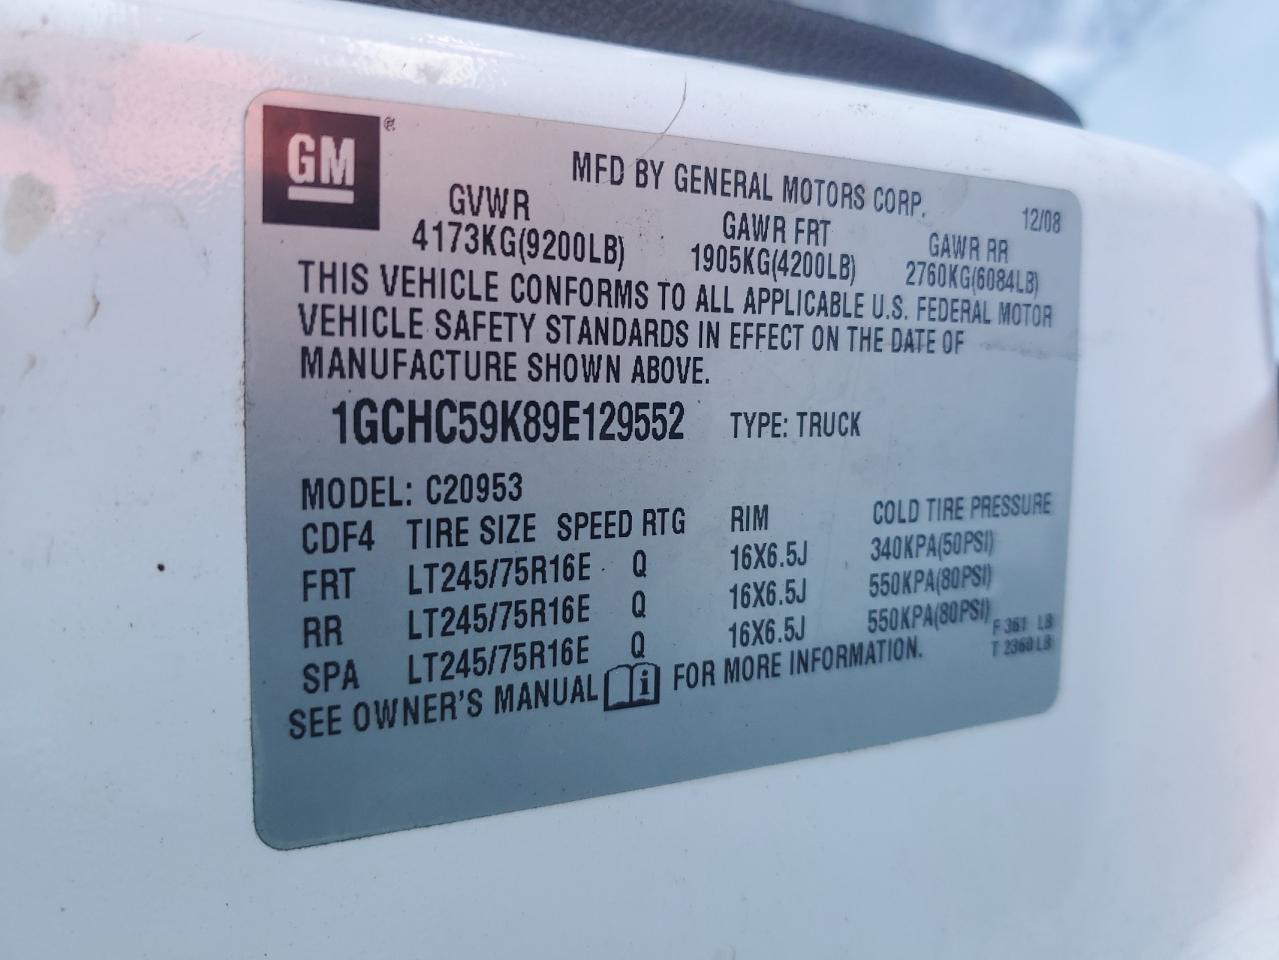 GM ®
MFD BY GENERAL MOTORS CORP.
12/08
GVWR GAWR FRT GAWR RR
4173KG(9200LB) 1905KG(4200LB) 2760KG(6084LB)
THIS VEHICLE CONFORMS TO ALL APPLICABLE U.S. FEDERAL MOTOR
VEHICLE SAFETY STANDARDS IN EFFECT ON THE DATE OF
MANUFACTURE SHOWN ABOVE.
1GCHC59K89E129552 TYPE: TRUCK
MODEL: C20953
CDF4 TIRE SIZE SPEED RTG RIM COLD TIRE PRESSURE
FRT LT245/75R16E Q 16X6.5J 340KPA(50PSI)
RR LT245/75R16E Q 16X6.5J 550KPA(80PSI)
SPA LT245/75R16E Q 16X6.5J 550KPA(80PSI)
F 361 LB
T 2360 LB
SEE OWNER'S MANUAL i FOR MORE INFORMATION.